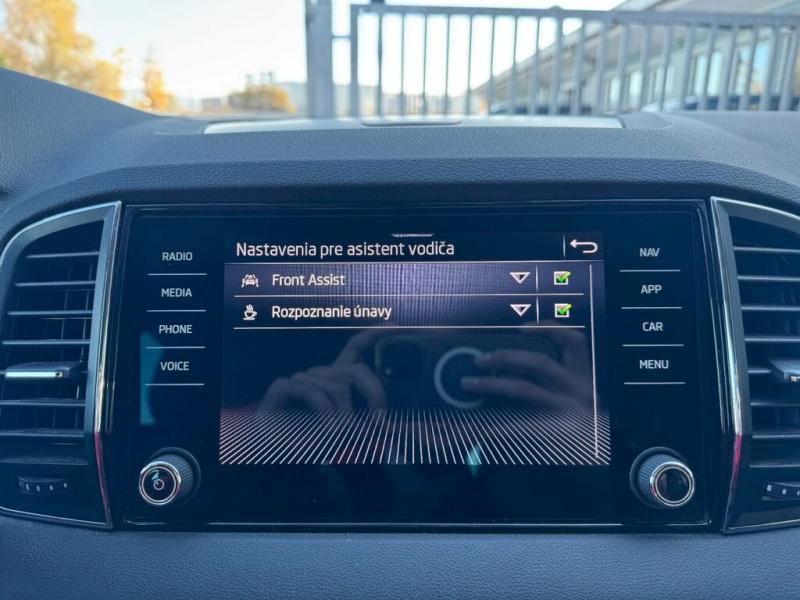 Nastavenia pre asistent vodiča
Front Assist
Rozpoznanie únavy
RADIO
MEDIA
PHONE
VOICE
NAV
APP
CAR
MENU